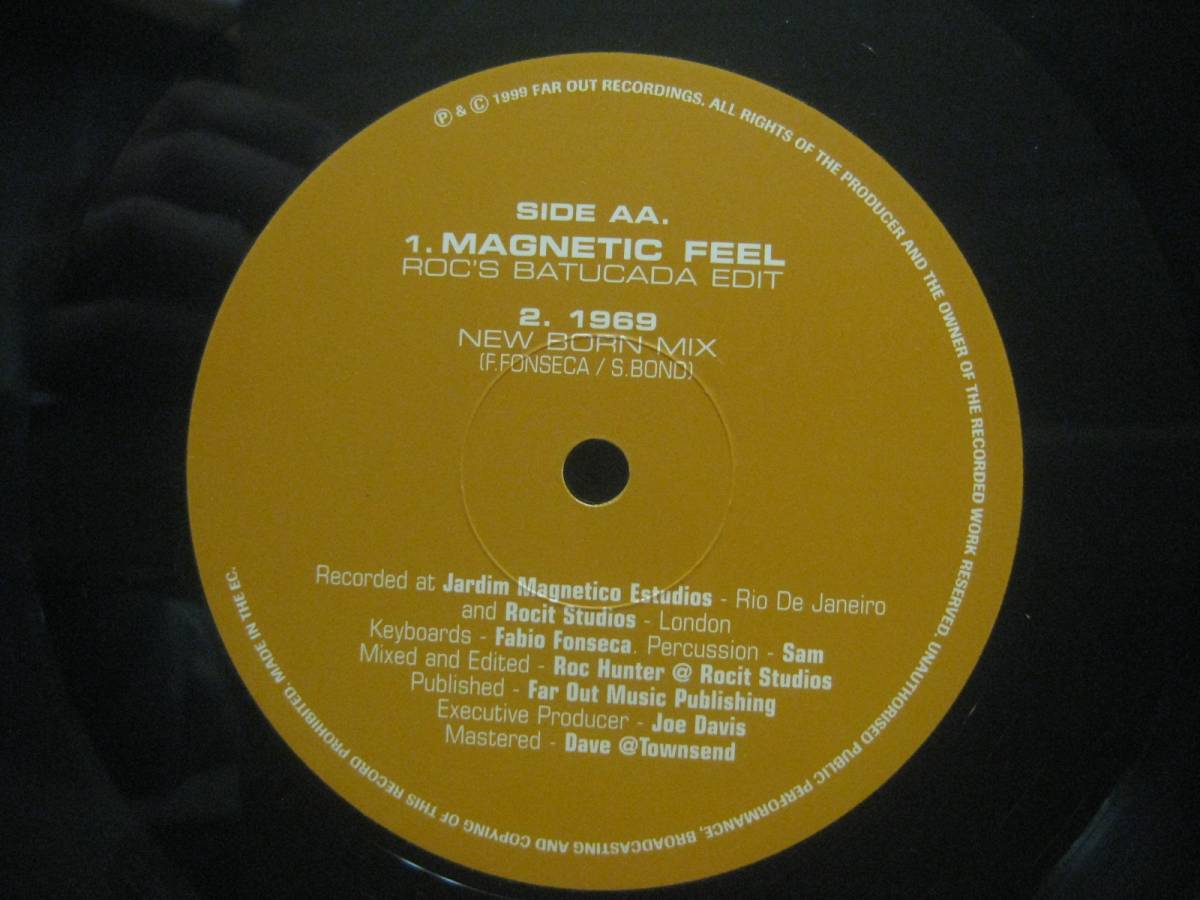 ℗ & © 1999 FAR OUT RECORDINGS. ALL RIGHTS OF THE PRODUCER AND THE OWNER OF THE RECORDED WORK RESERVED. UNAUTHORISED PUBLIC PERFORMANCE, BROADCASTING AND COPYING OF THIS RECORD PROHIBITED. MADE IN THE EC.
SIDE AA.
1. MAGNETIC FEEL
ROC'S BATUCADA EDIT
2. 1969
NEW BORN MIX
(F.FONSECA / S.BOND)
Recorded at Jardim Magnetico Estudios - Rio De Janeiro
and Rocit Studios - London
Keyboards - Fabio Fonseca. Percussion - Sam
Mixed and Edited - Roc Hunter @ Rocit Studios
Published - Far Out Music Publishing
Executive Producer - Joe Davis
Mastered - Dave @Townsend